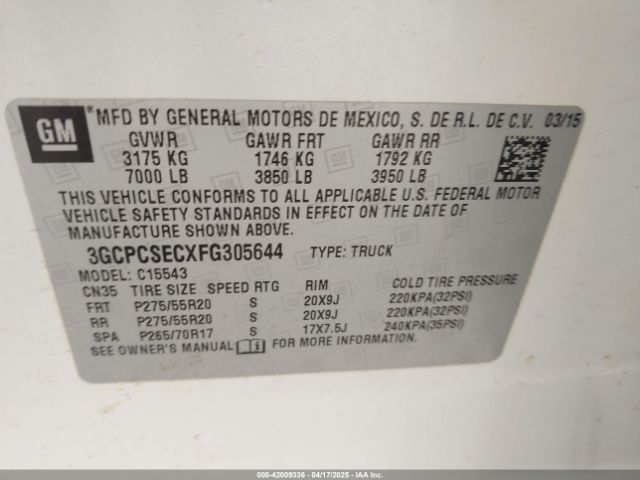 GM
*MFD BY GENERAL MOTORS DE MEXICO, S. DE R.L. DE C.V. 03/15
GVWR GAWR FRT GAWR RR
3175 KG 1746 KG 1792 KG
7000 LB 3850 LB 3950 LB
THIS VEHICLE CONFORMS TO ALL APPLICABLE U.S. FEDERAL MOTOR
VEHICLE SAFETY STANDARDS IN EFFECT ON THE DATE OF
MANUFACTURE SHOWN ABOVE.
3GCPCSECXFG305644 TYPE: TRUCK
MODEL: C15543
CN35 TIRE SIZE SPEED RTG RIM COLD TIRE PRESSURE
FRT P275/55R20 S 20X9J 220KPA(32PSI)
RR P275/55R20 S 20X9J 220KPA(32PSI)
SPA P265/70R17 S 17X7.5J 240KPA(35PSI)
SEE OWNER'S MANUAL FOR MORE INFORMATION.
000-42009336 - 04/17/2025 - IAAI.COM